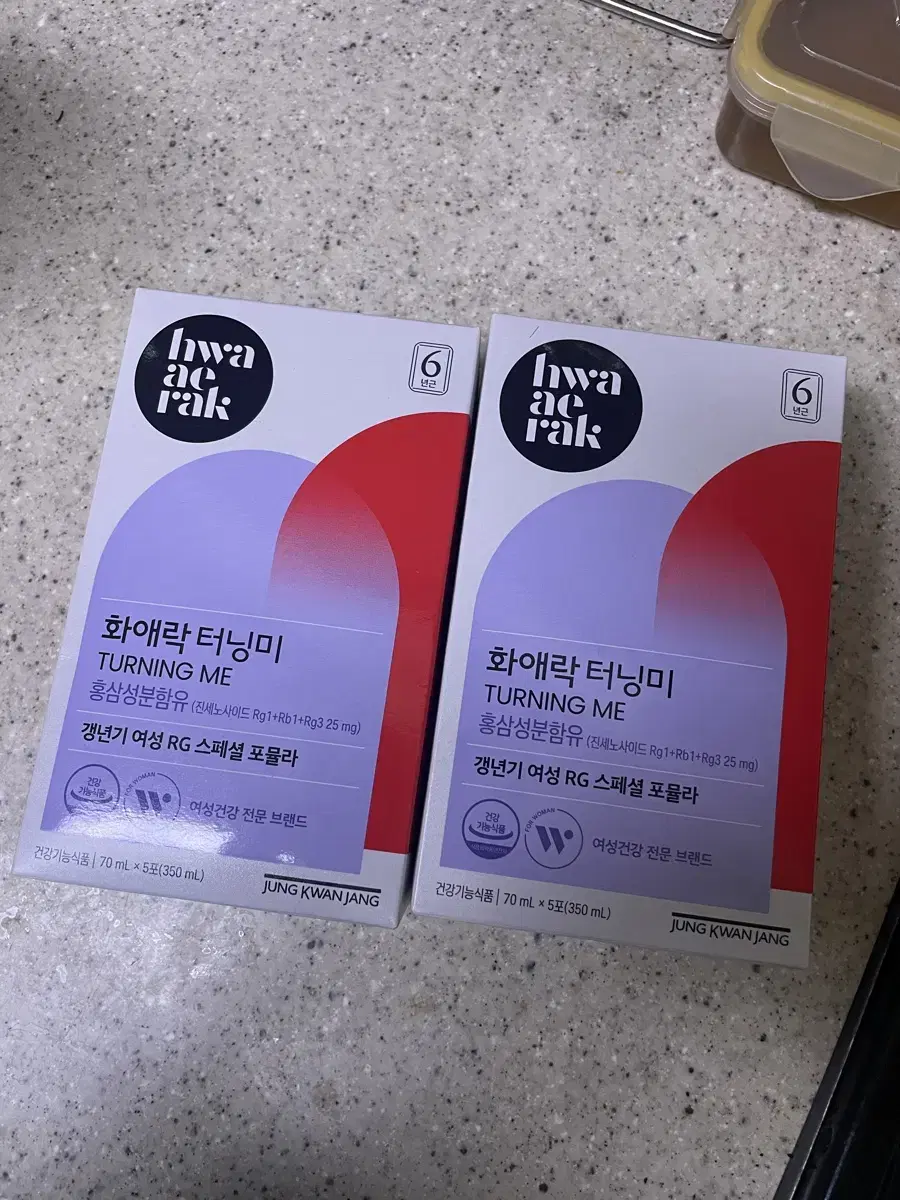 hwa
ae
rak
6
년근
화애락 터닝미
TURNING ME
홍삼성분함유 (진세노사이드 Rg1+Rb1+Rg3 25 mg)
갱년기 여성 RG 스페셜 포뮬라
건강
기능식품
FOR WOMAN
W
여성건강 전문 브랜드
건강기능식품 | 70 mL × 5포(350 mL)
JUNG KWAN JANG
hwa
ae
rak
6
년근
화애락 터닝미
TURNING ME
홍삼성분함유 (진세노사이드 Rg1+Rb1+Rg3 25 mg)
갱년기 여성 RG 스페셜 포뮬라
건강
기능식품
FOR WOMAN
W
여성건강 전문 브랜드
건강기능식품 | 70 mL × 5포(350 mL)
JUNG KWAN JANG